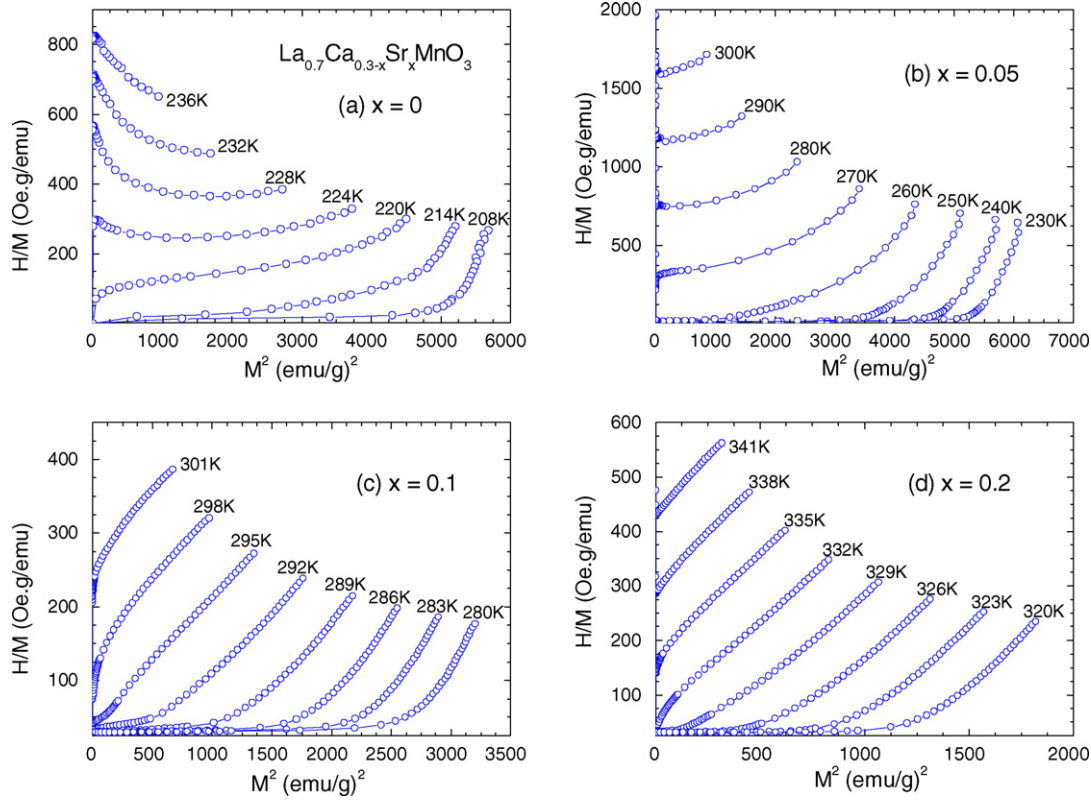 La0.7Ca0.3-xSrxMnO3
(a) x = 0
236K
232K
228K
224K
220K
214K
208K
800
600
400
200
0
1000
2000
3000
4000
5000
6000
H/M (Oe.g/emu)
M² (emu/g)²
(b) x = 0.05
300K
290K
280K
270K
260K
250K
240K
230K
2000
1500
1000
500
0
1000
2000
3000
4000
5000
6000
7000
H/M (Oe.g/emu)
M² (emu/g)²
(c) x = 0.1
301K
298K
295K
292K
289K
286K
283K
280K
400
300
200
100
0
500
1000
1500
2000
2500
3000
3500
H/M (Oe.g/emu)
M² (emu/g)²
(d) x = 0.2
341K
338K
335K
332K
329K
326K
323K
320K
600
500
400
300
200
100
0
500
1000
1500
2000
H/M (Oe.g/emu)
M² (emu/g)²